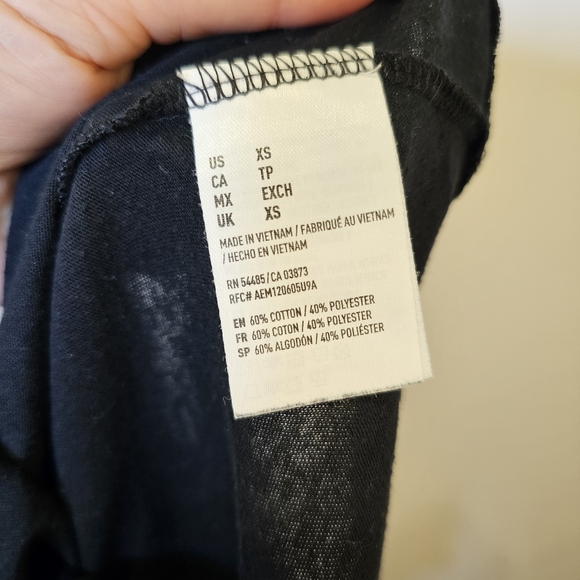 US XS
CA TP
MX EXCH
UK XS
MADE IN VIETNAM / FABRIQUÉ AU VIETNAM
/ HECHO EN VIETNAM
RN 54485/CA 03873
RFC# AEM120605U9A
EN 60% COTTON / 40% POLYESTER
FR 60% COTON / 40% POLYESTER
SP 60% ALGODÓN / 40% POLIÉSTER